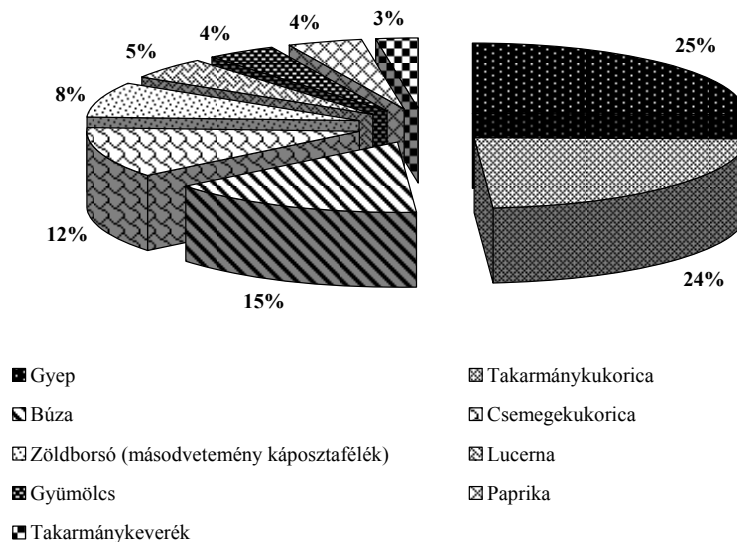 3%
4%
4%
25%
5%
8%
12%
24%
15%
Gyep
Takarmánykukorica
Búza
Csemegekukorica
Zöldborsó (másodvetemény káposztafélék)
Lucerna
Gyümölcs
Paprika
Takarmánykeverék